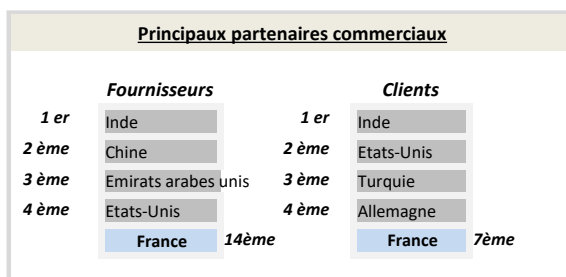 Principaux partenaires commerciaux
Fournisseurs Clients
1 er Inde 1 er Inde
2 ème Chine 2 ème Etats-Unis
3 ème Emirats arabes unis 3 ème Turquie
4 ème Etats-Unis 4 ème Allemagne
France 14ème France 7ème